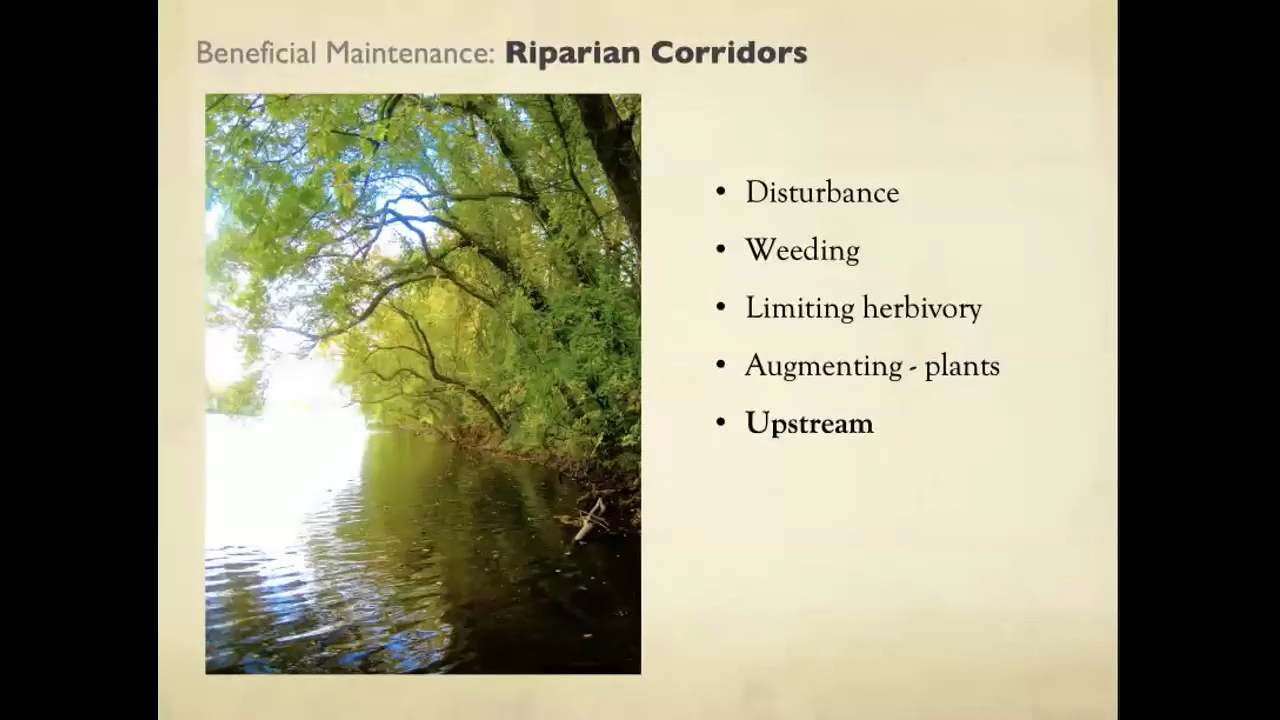 Beneficial Maintenance: Riparian Corridors
• Disturbance
• Weeding
• Limiting herbivory
• Augmenting - plants
• Upstream